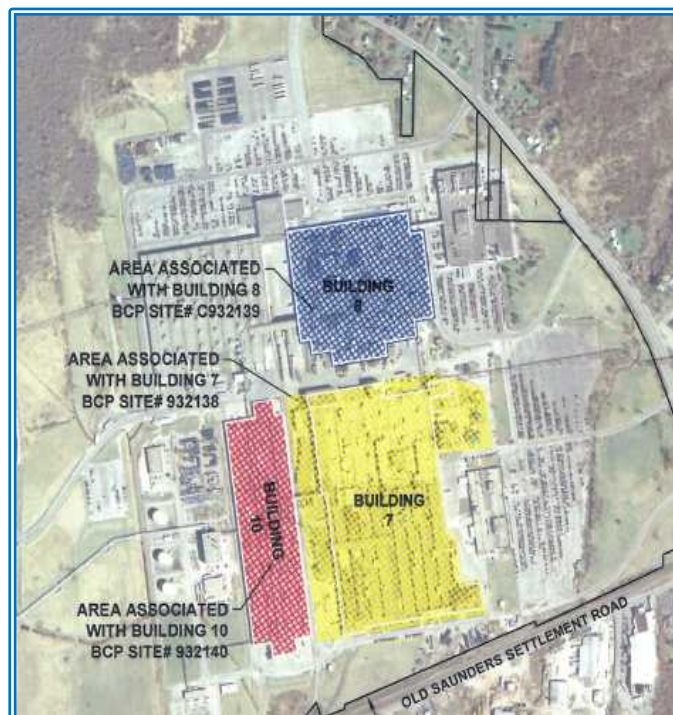 AREA ASSOCIATED
WITH BUILDING 8
BCP SITE# C932139
BUILDING
8
AREA ASSOCIATED
WITH BUILDING 7
BCP SITE# 932138
BUILDING
10
BUILDING
7
AREA ASSOCIATED
WITH BUILDING 10
BCP SITE# 932140
OLD SAUNDERS SETTLEMENT ROAD